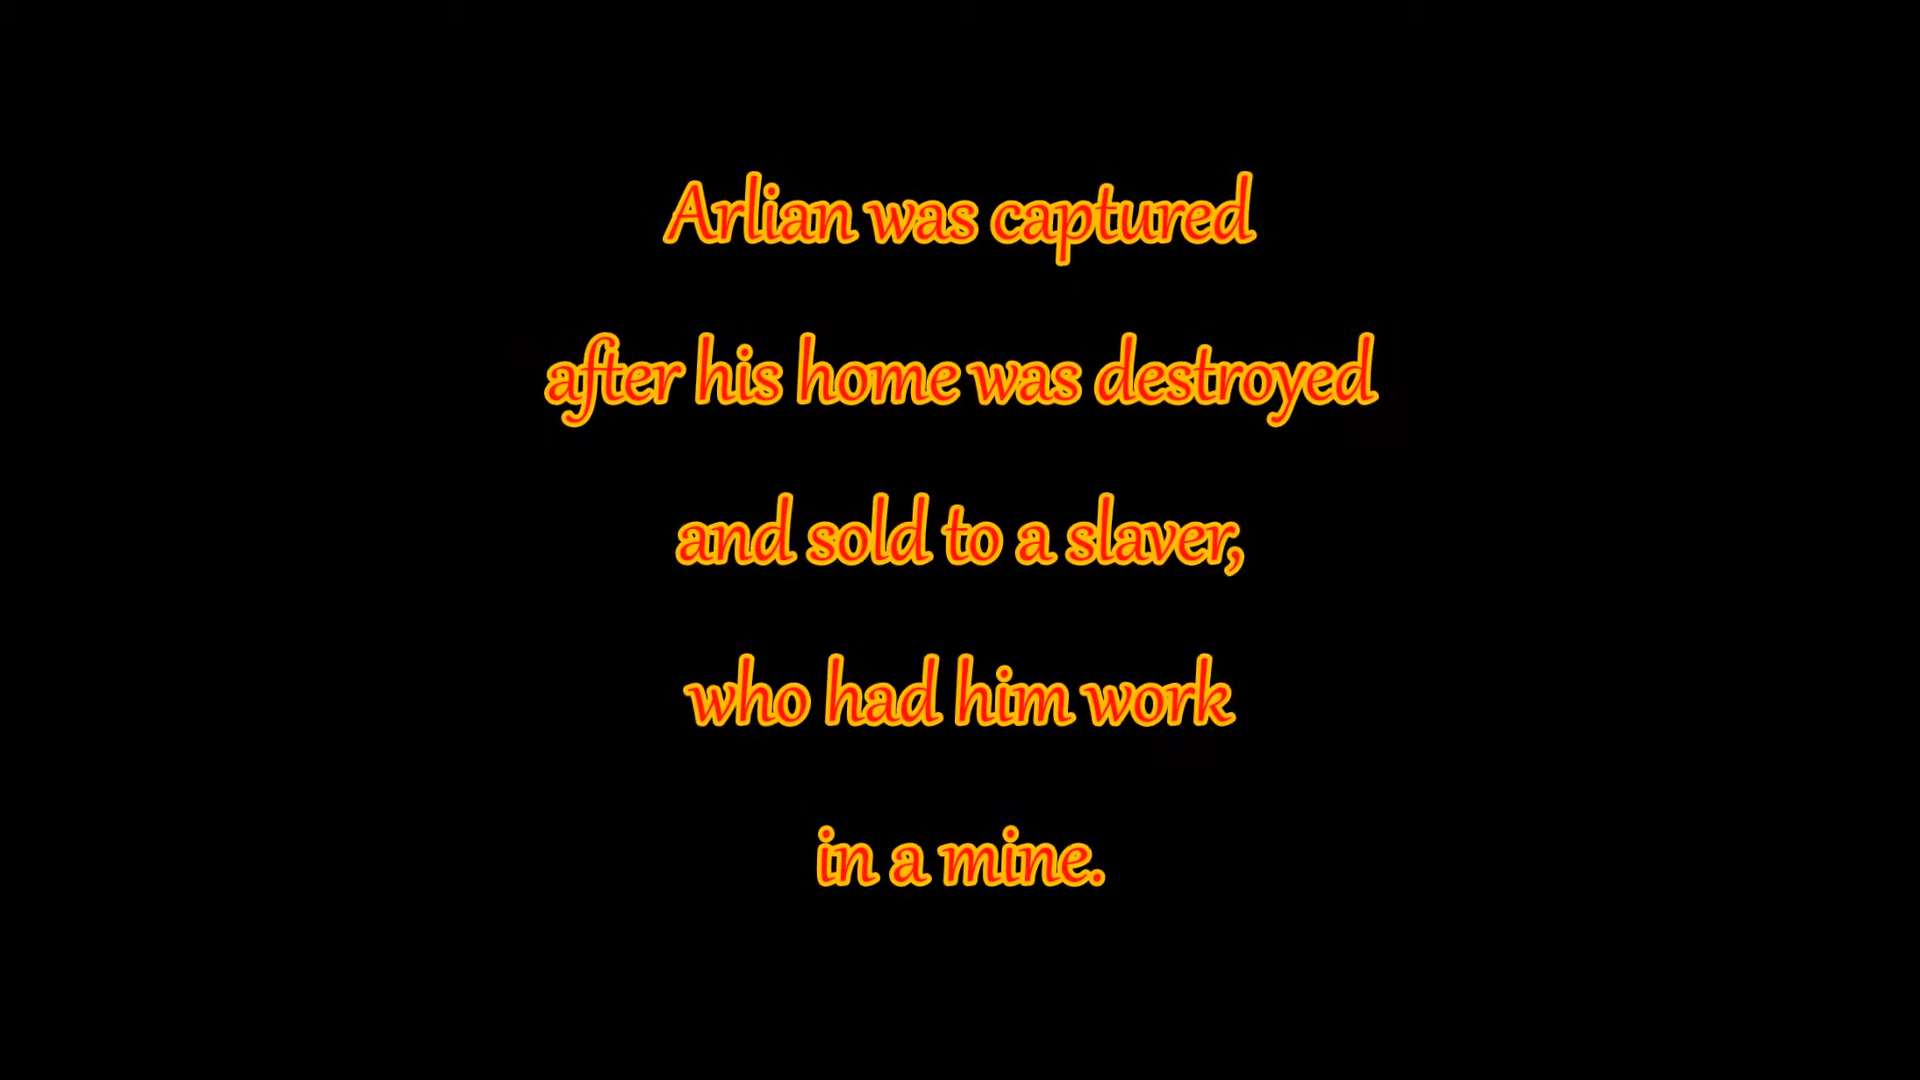 Arlian was captured
after his home was destroyed
and sold to a slaver,
who had him work
in a mine.